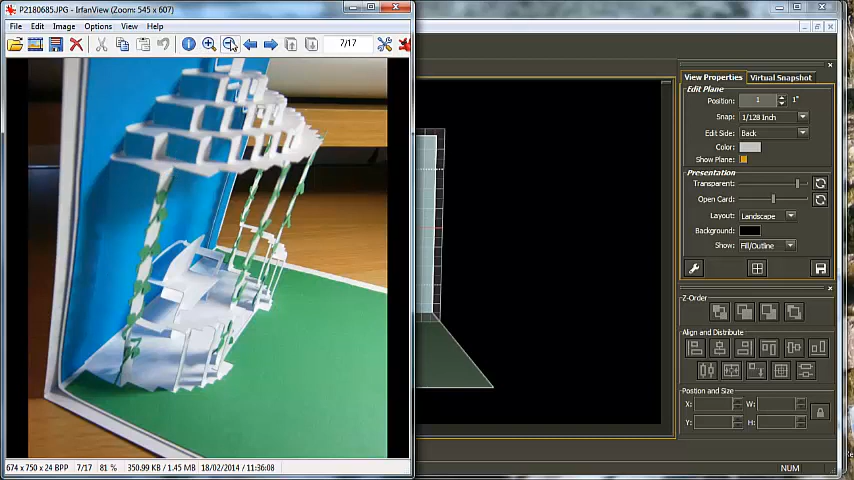 P2180685.JPG - IrfanView (Zoom: 545 x 607)
File Edit Image Options View Help
7/17
674 x 750 x 24 BPP 7/17 81 % 350.99 KB / 1.45 MB 18/02/2014 / 11:36:08
View Properties Virtual Snapshot
Edit Plane
Position: 1 1"
Snap: 1/128 Inch
Edit Side: Back
Color:
Show Plane:
Presentation
Transparent:
Open Card:
Layout: Landscape
Background:
Show: Fill/Outline
Z-Order
Align and Distribute
Postion and Size
X: W:
Y: H:
NUM